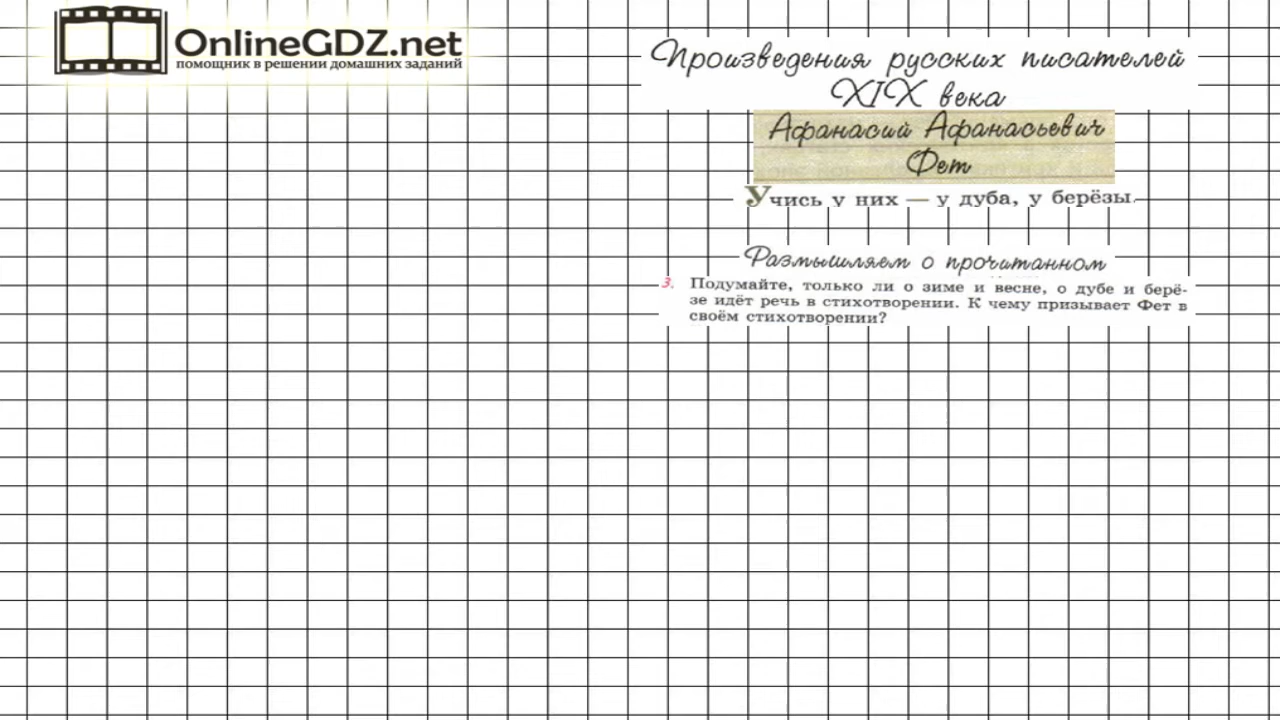 OnlineGDZ.net
помощник в решении домашних заданий
Произведения русских писателей
XIX века
Афанасий Афанасьевич
Фет
Учись у них — у дуба, у берёзы.
Размышляем о прочитанном
3. Подумайте, только ли о зиме и весне, о дубе и берё-
зе идёт речь в стихотворении. К чему призывает Фет в
своём стихотворении?